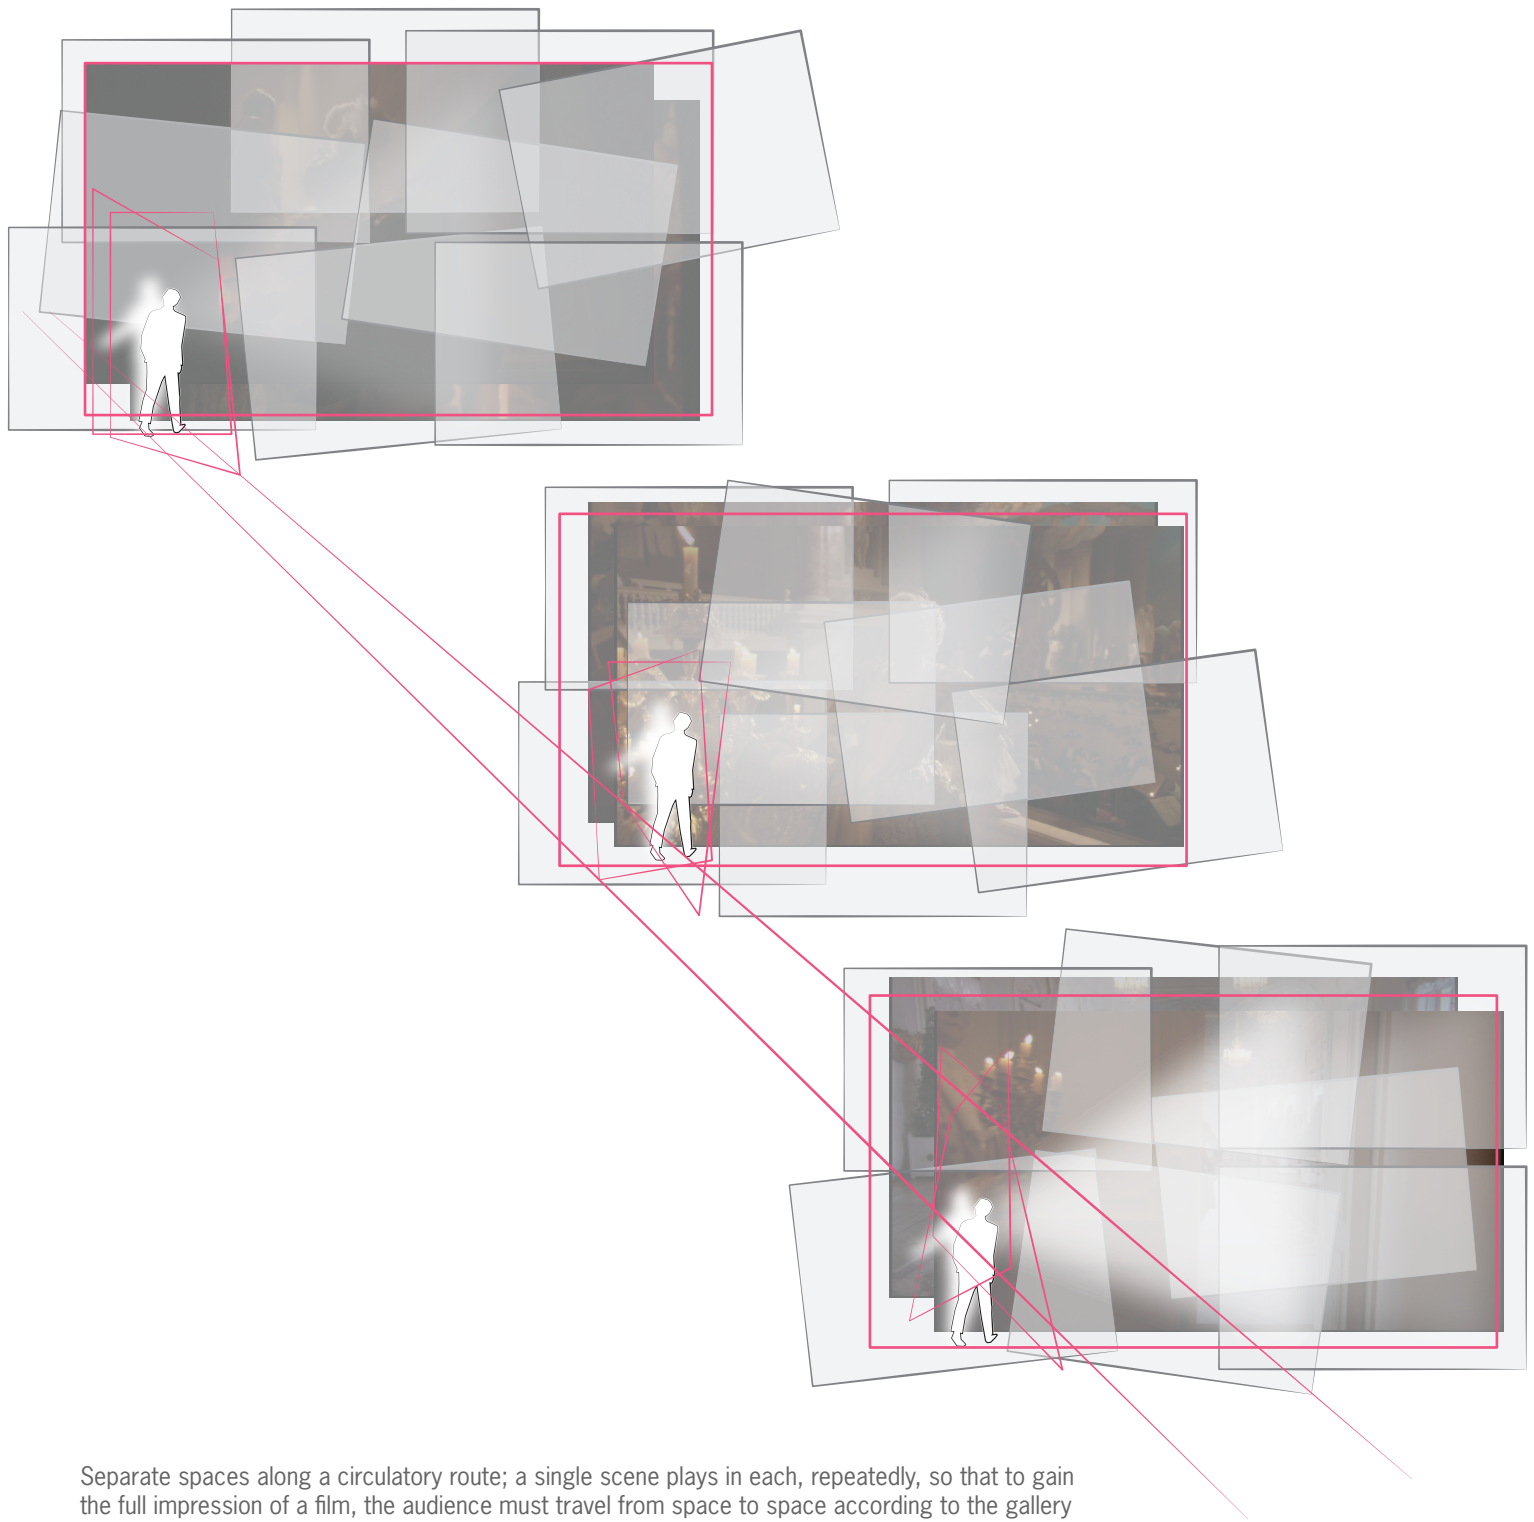 Separate spaces along a circulatory route; a single scene plays in each, repeatedly, so that to gain
the full impression of a film, the audience must travel from space to space according to the gallery